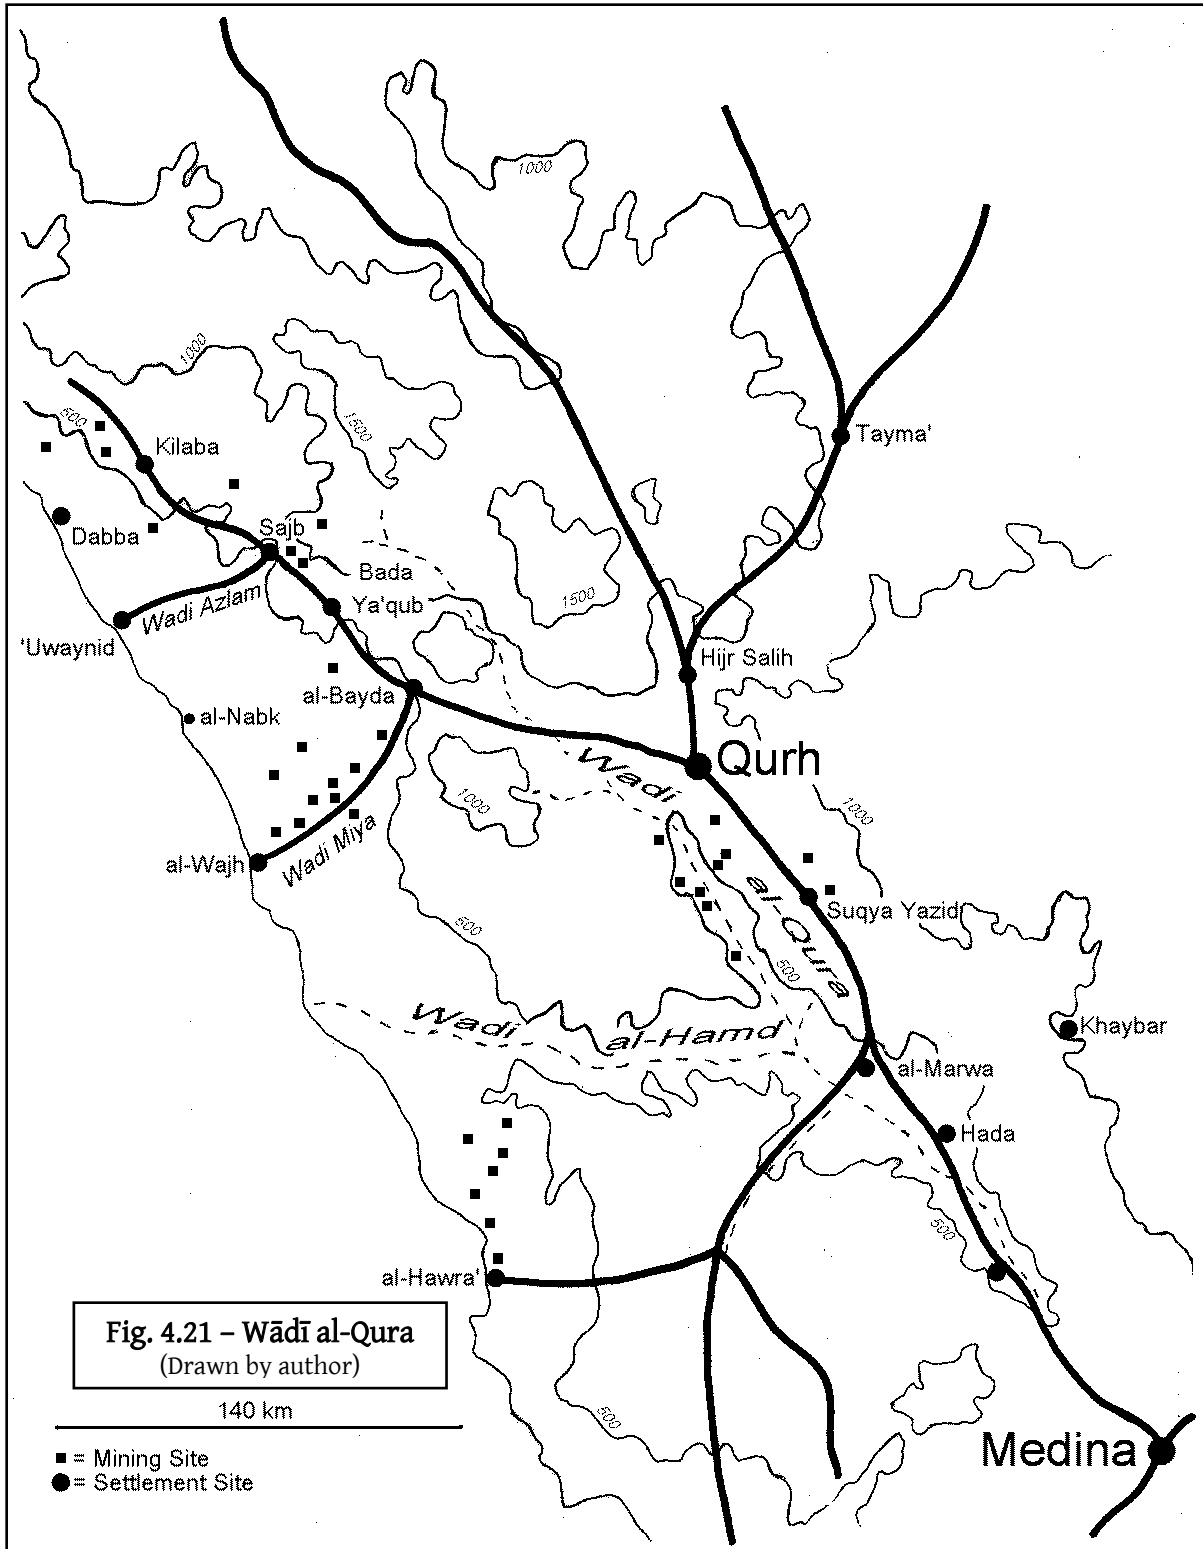 1000
1000
500
1500
Kilaba
Tayma'
Dabba
Sajb
Bada
Ya'qub
1500
Wadi Azlam
'Uwaynid
Hijr Salih
al-Bayda
al-Nabk
Qurh
Wadi
al-Qura
1000
1000
Wadi Miya
al-Wajh
Suqya Yazid
500
500
Wadi
al-Hamd
Khaybar
al-Marwa
Hada
500
al-Hawra'
Fig. 4.21 – Wādī al-Qura
(Drawn by author)
140 km
500
= Mining Site
= Settlement Site
Medina